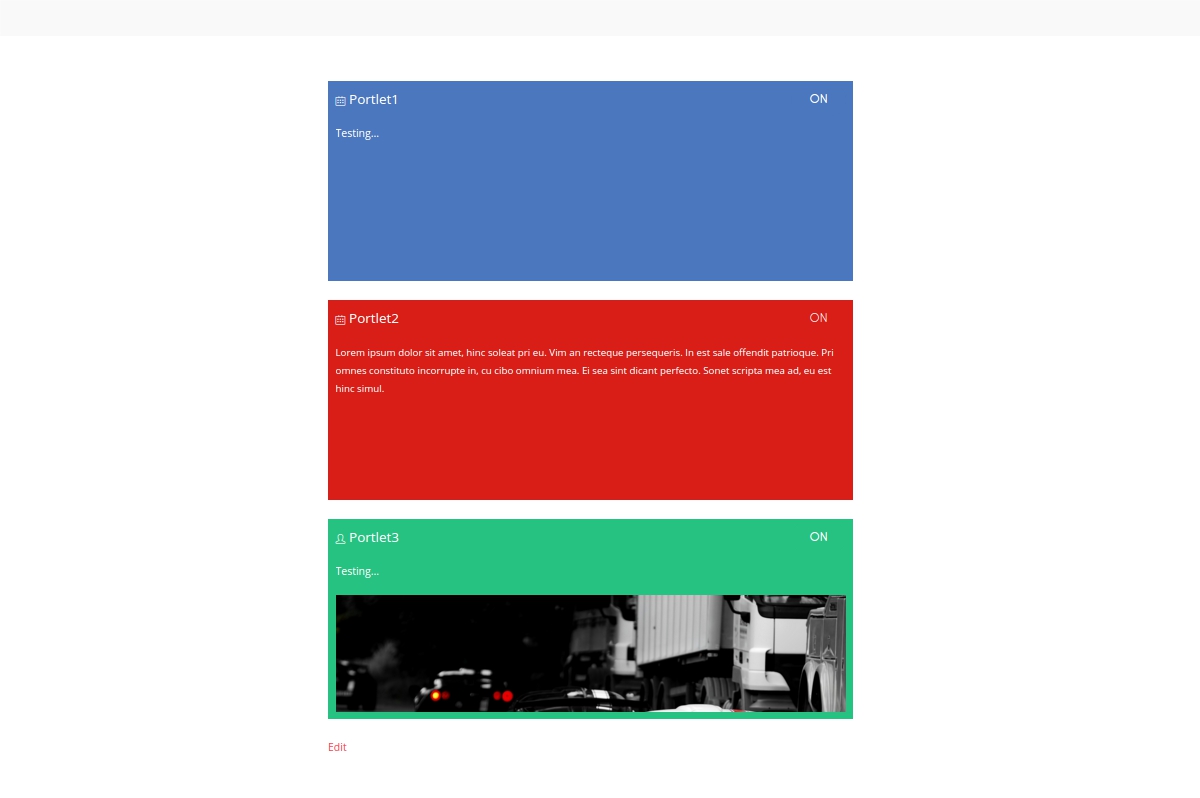 Portlet1
ON
Testing...
Portlet2
ON
Lorem ipsum dolor sit amet, hinc soleat pri eu. Vim an recteque persequeris. In est sale offendit patrioque. Pri
omnes constituto incorrupte in, cu cibo omnium mea. Ei sea sint dicant perfecto. Sonet scripta mea ad, eu est
hinc simul.
Portlet3
ON
Testing...
Edit